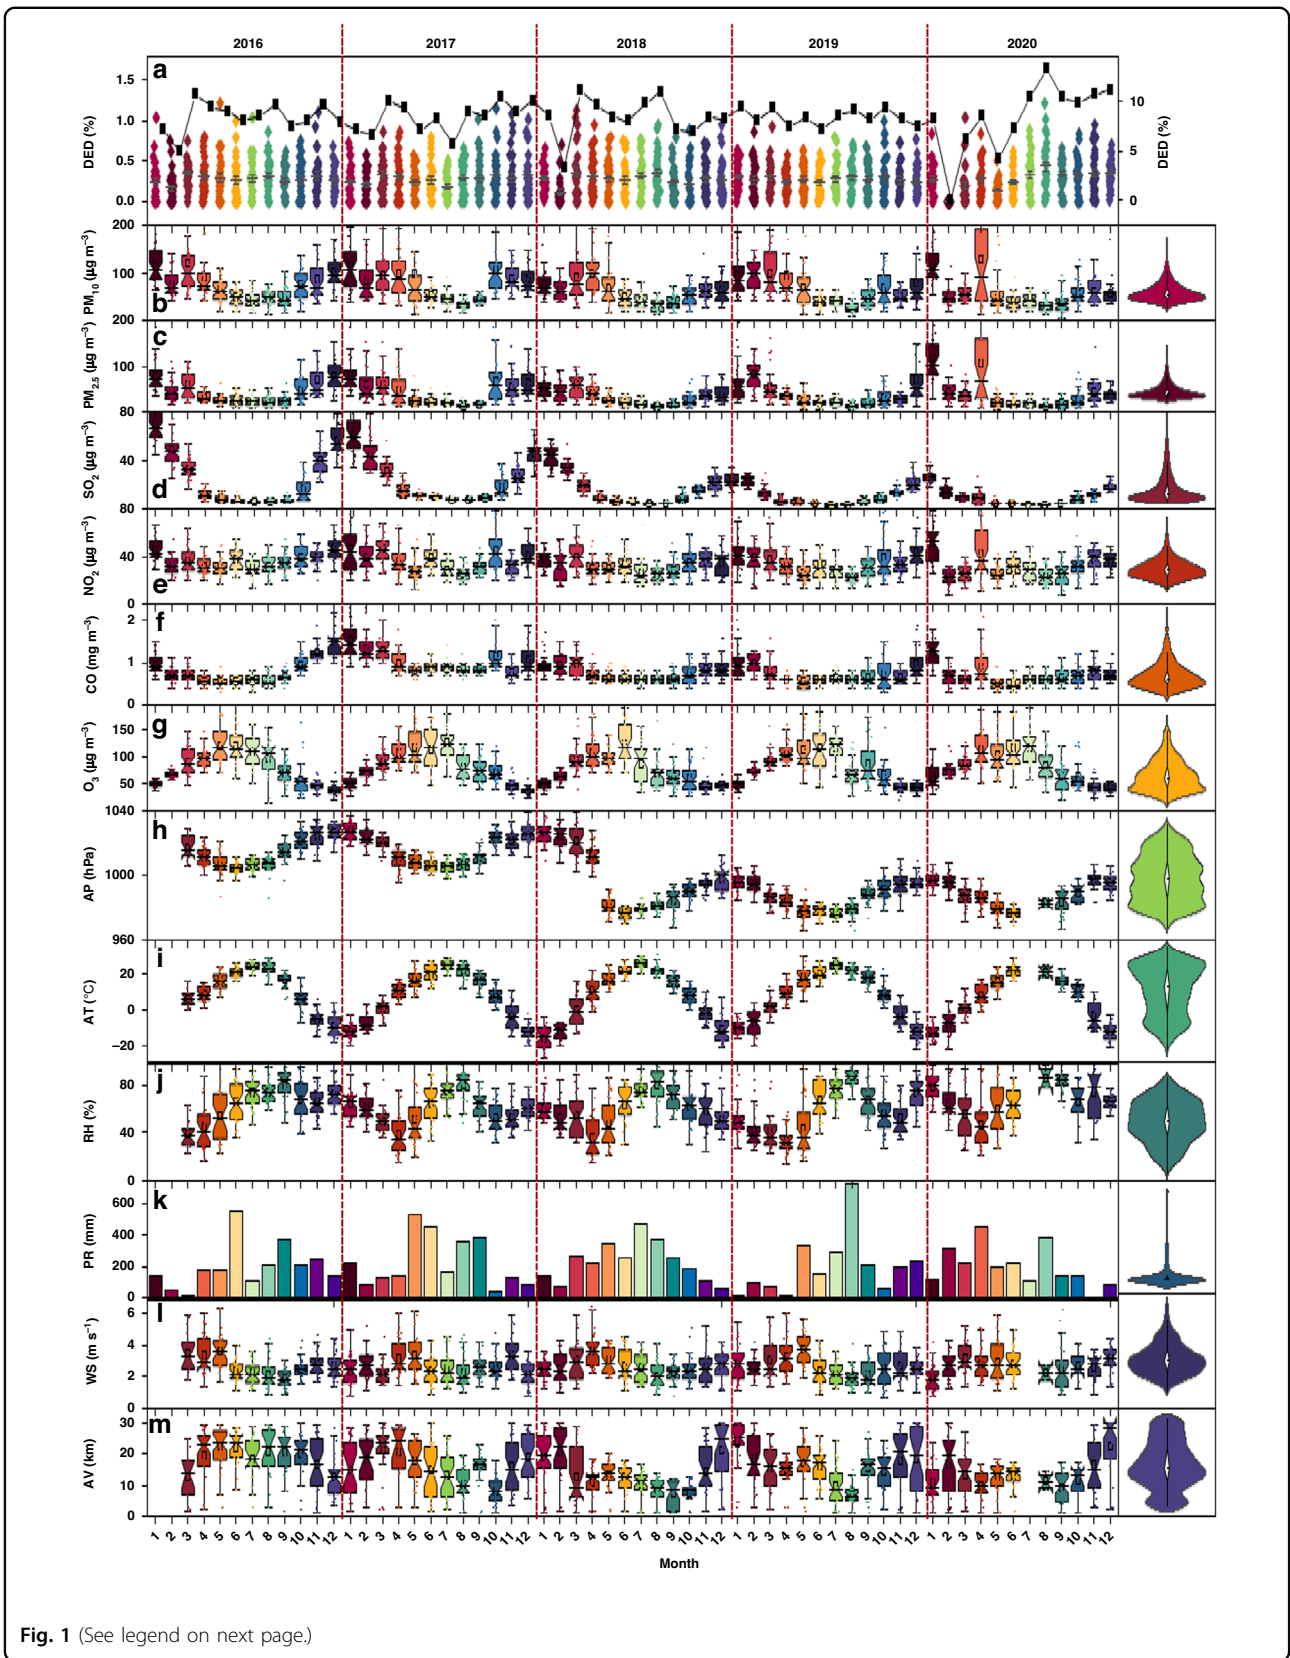 2016 2017 2018 2019 2020
a
DED (%)
1.5
1.0
0.5
0.0
10
5
0
DED (%)
b
PM10 (µg m−3)
200
100
200
c
PM2.5 (µg m−3)
100
80
d
SO2 (µg m−3)
40
80
e
NO2 (µg m−3)
40
0
f
CO (mg m−3)
2
1
0
g
O3 (µg m−3)
150
100
50
1040
h
AP (hPa)
1000
960
i
AT (°C)
20
0
−20
j
RH (%)
80
40
0
k
PR (mm)
600
400
200
0
l
WS (m s−1)
6
4
2
0
m
AV (km)
30
20
10
0
1 2 3 4 5 6 7 8 9 10 11 12 1 2 3 4 5 6 7 8 9 10 11 12 1 2 3 4 5 6 7 8 9 10 11 12 1 2 3 4 5 6 7 8 9 10 11 12 1 2 3 4 5 6 7 8 9 10 11 12
Month
Fig. 1 (See legend on next page.)